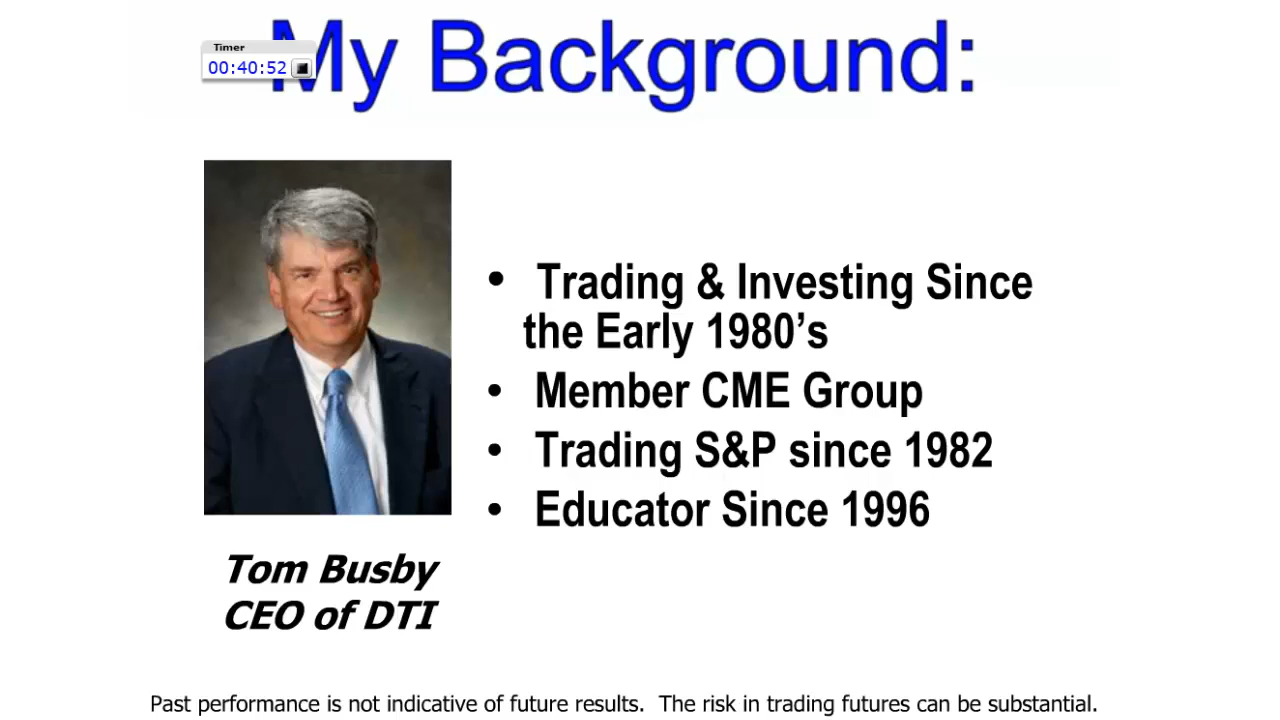 Timer
00:40:52
My Background:
• Trading & Investing Since
the Early 1980's
• Member CME Group
• Trading S&P since 1982
• Educator Since 1996
Tom Busby
CEO of DTI
Past performance is not indicative of future results. The risk in trading futures can be substantial.